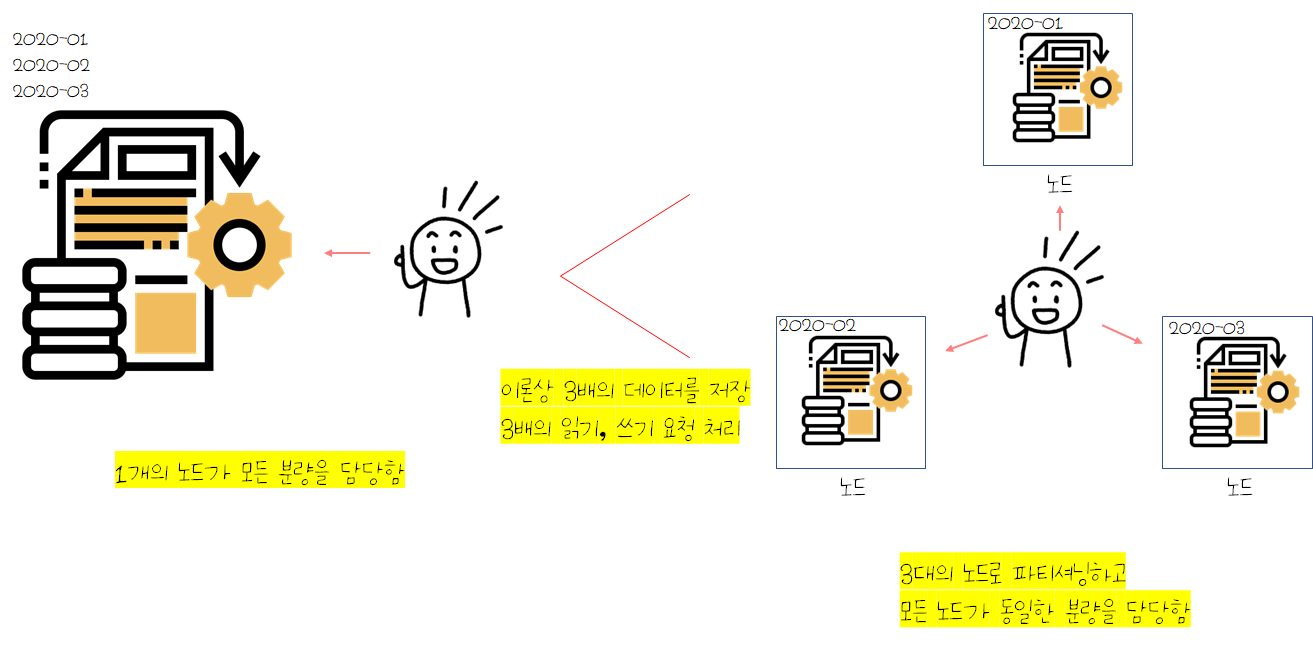 2020-01
2020-02
2020-03
1개의 노드가 모든 분량을 담당함
이론상 3배의 데이터를 저장
3배의 읽기, 쓰기 요청 처리
2020-01
노드
2020-02
노드
2020-03
노드
3대의 노드로 파티셔닝하고
모든 노드가 동일한 분량을 담당함